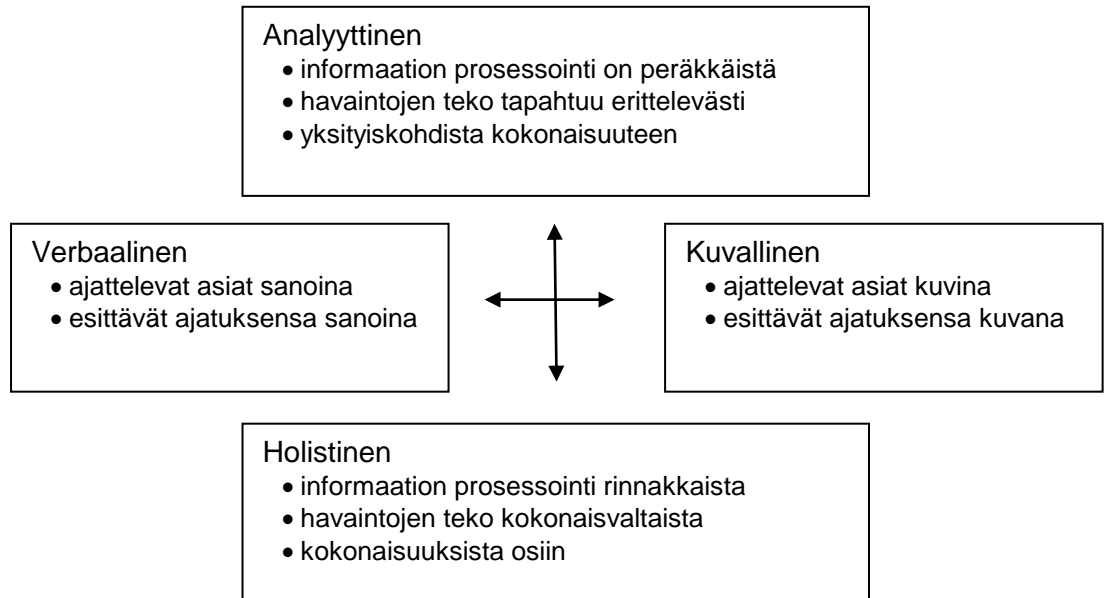 Analyyttinen
• informaation prosessointi on peräkkäistä
• havaintojen teko tapahtuu erittelevästi
• yksityiskohdista kokonaisuuteen
Verbaalinen
• ajattelevat asiat sanoina
• esittävät ajatuksensa sanoina
Kuvallinen
• ajattelevat asiat kuvina
• esittävät ajatuksensa kuvana
Holistinen
• informaation prosessointi rinnakkaista
• havaintojen teko kokonaisvaltaista
• kokonaisuuksista osiin